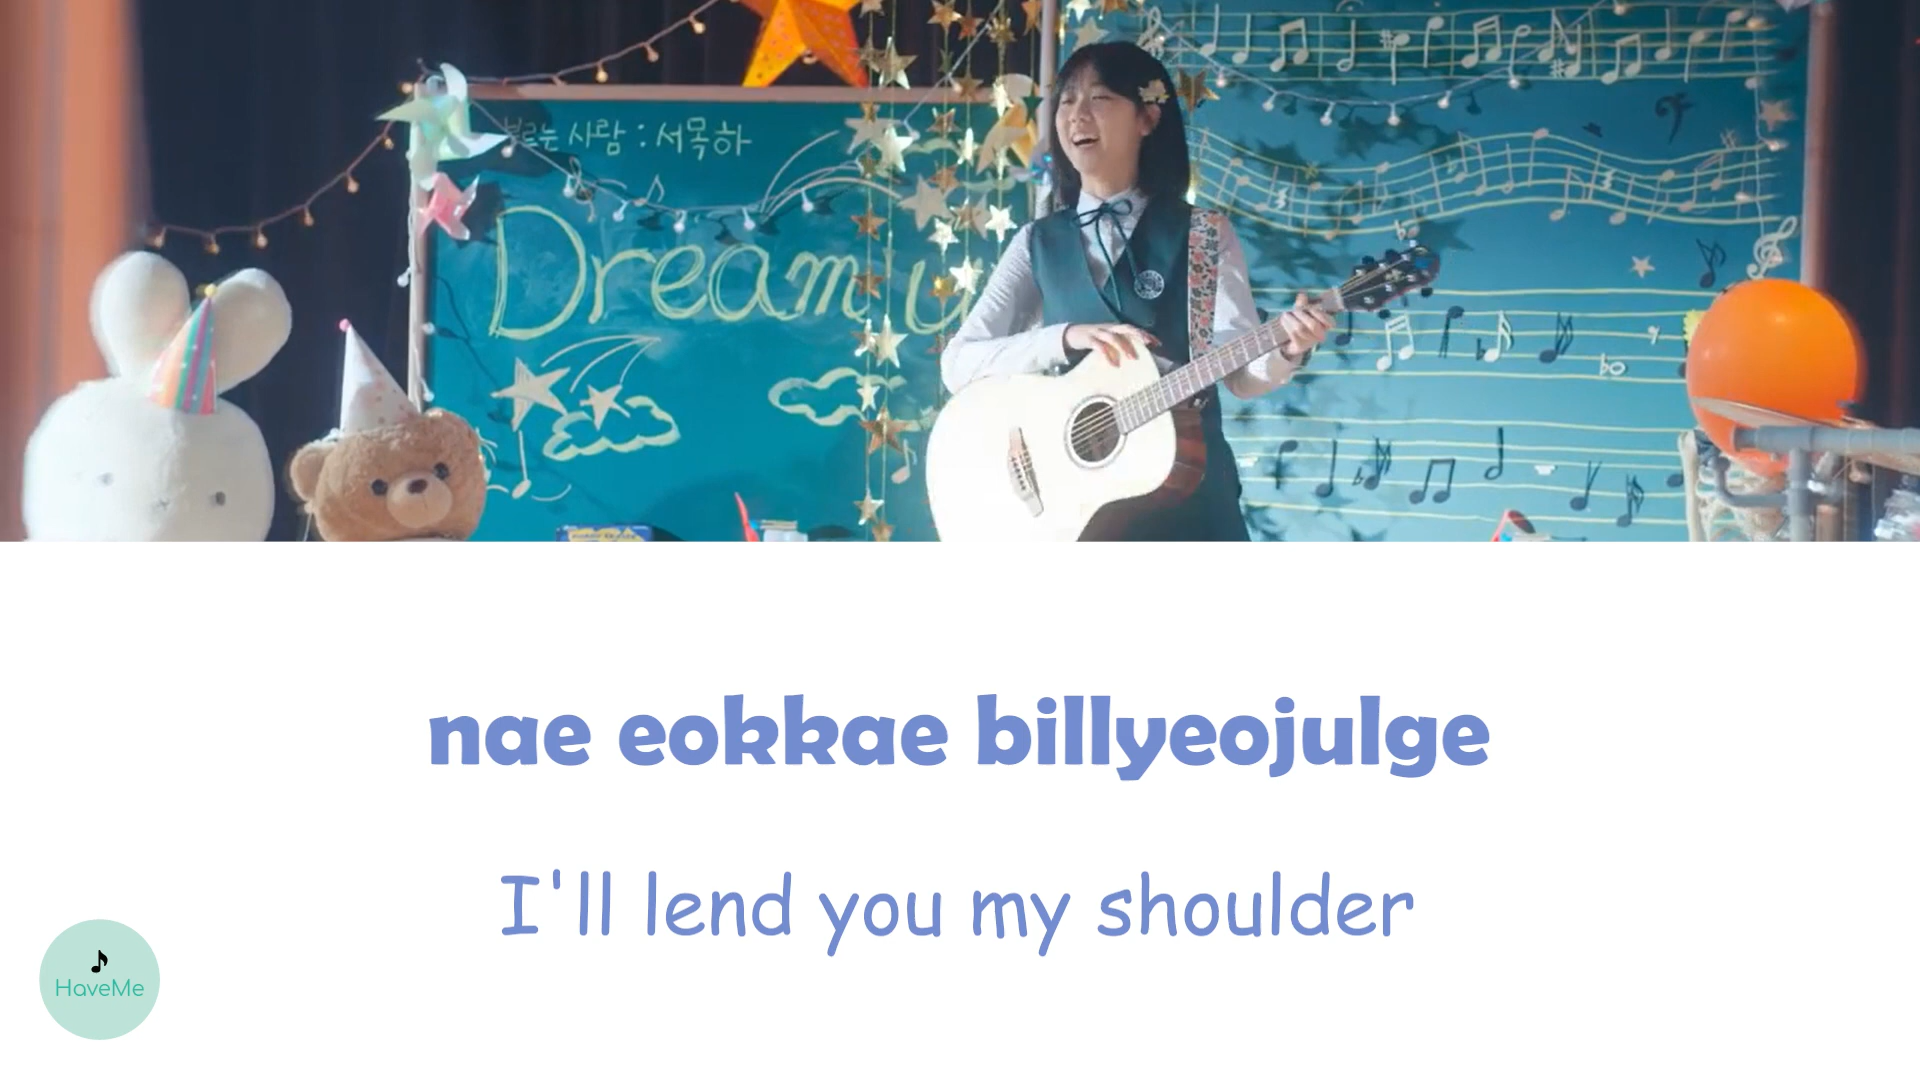 부르는 사람 : 서목하
Dream
nae eokkae billyeojulge
I'll lend you my shoulder
HaveMe